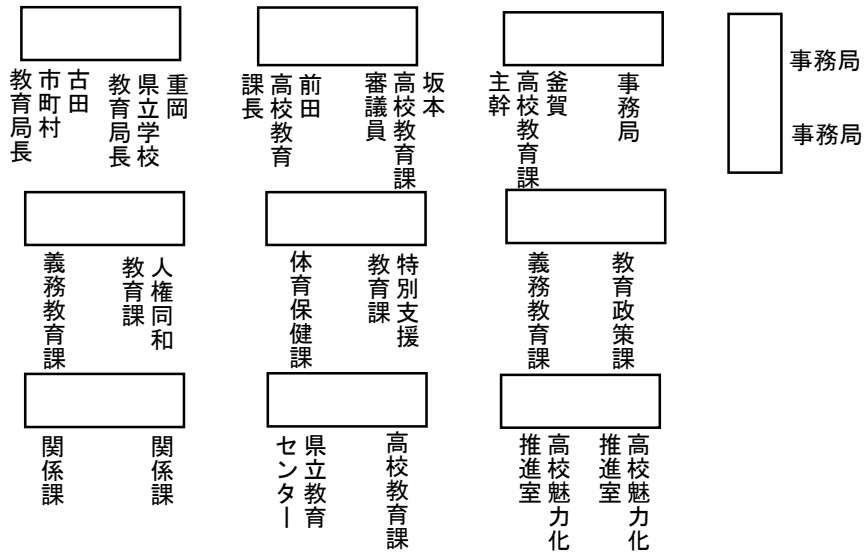 重岡
県立学校
教育局長
古田
市町村
教育局長
坂本
高校教育課
審議員
前田
高校教育
課長
事務局
釜賀
高校教育課
主幹
事務局
事務局
人権同和
教育課
義務教育課
特別支援
教育課
体育保健課
教育政策課
義務教育課
関係課
関係課
高校教育課
県立教育
センター
高校魅力化
推進室
高校魅力化
推進室